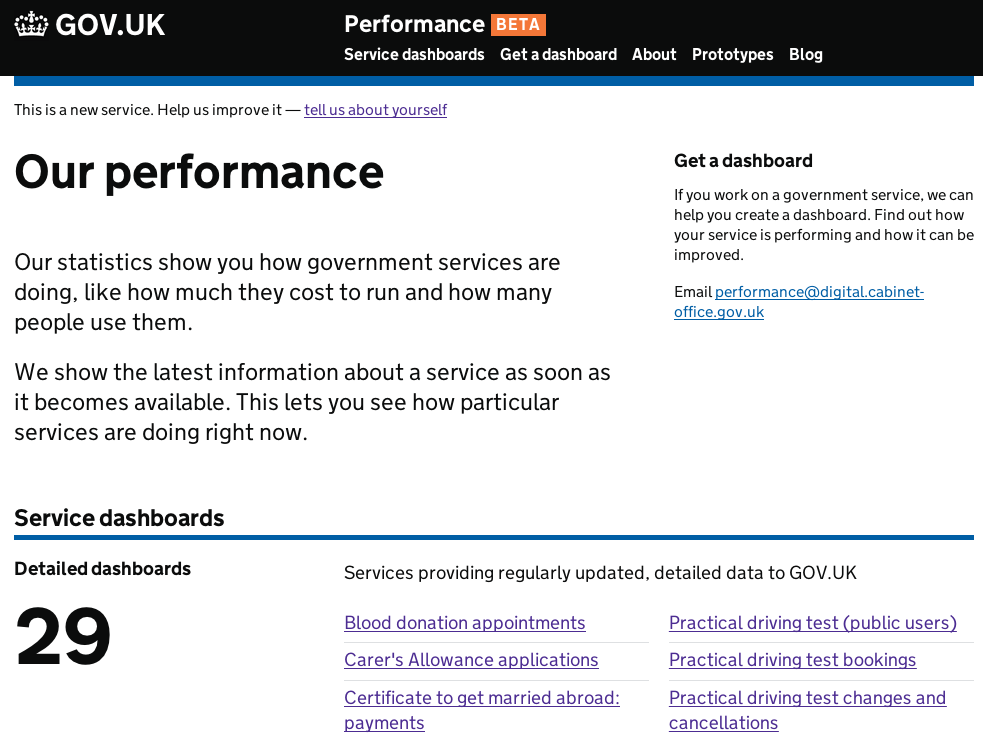 GOV.UK
Performance BETA
Service dashboards Get a dashboard About Prototypes Blog
This is a new service. Help us improve it — tell us about yourself
Our performance
Our statistics show you how government services are
doing, like how much they cost to run and how many
people use them.
We show the latest information about a service as soon as
it becomes available. This lets you see how particular
services are doing right now.
Get a dashboard
If you work on a government service, we can
help you create a dashboard. Find out how
your service is performing and how it can be
improved.
Email performance@digital.cabinet-
office.gov.uk
Service dashboards
Detailed dashboards
29
Services providing regularly updated, detailed data to GOV.UK
Blood donation appointments
Carer's Allowance applications
Certificate to get married abroad:
payments
Practical driving test (public users)
Practical driving test bookings
Practical driving test changes and
cancellations